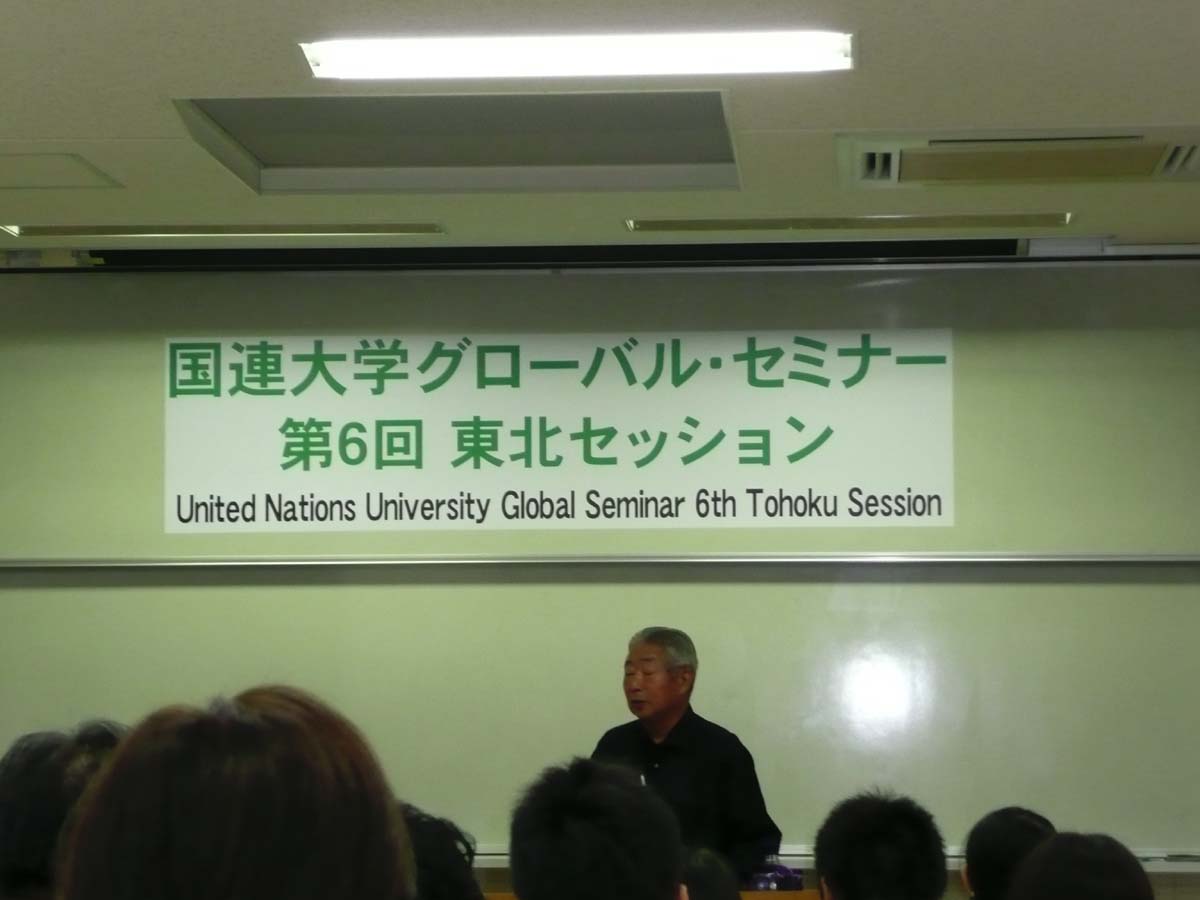 国連大学グローバル・セミナー
第6回 東北セッション
United Nations University Global Seminar 6th Tohoku Session